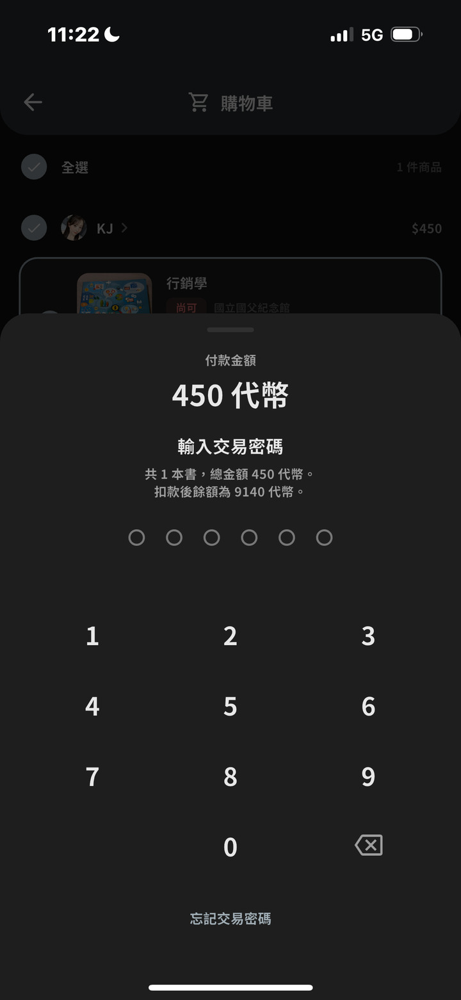 11:22
5G
購物車
全選
1 件商品
KJ
$450
行銷學
尚可
國立國父紀念館
付款金額
450 代幣
輸入交易密碼
共 1 本書，總金額 450 代幣。
扣款後餘額為 9140 代幣。
1 2 3
4 5 6
7 8 9
0
忘記交易密碼